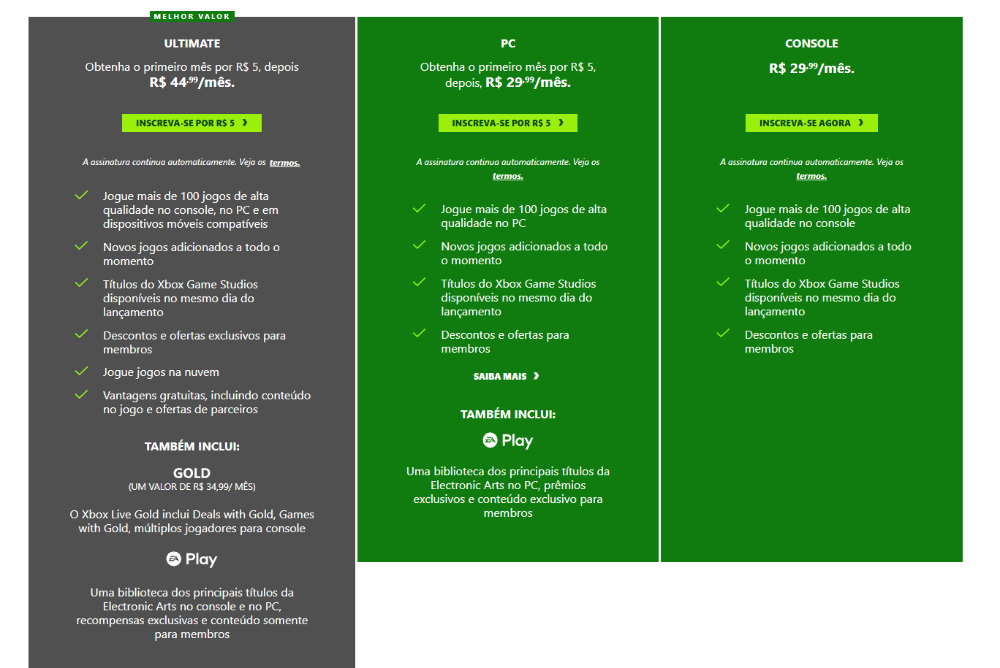 MELHOR VALOR
ULTIMATE
Obtenha o primeiro mês por R$ 5, depois
R$ 44,99/mês.
INSCREVA-SE POR R$ 5 ❯
A assinatura continua automaticamente. Veja os termos.
Jogue mais de 100 jogos de alta
qualidade no console, no PC e em
dispositivos móveis compatíveis
Novos jogos adicionados a todo o
momento
Títulos do Xbox Game Studios
disponíveis no mesmo dia do
lançamento
Descontos e ofertas exclusivos para
membros
Jogue jogos na nuvem
Vantagens gratuitas, incluindo conteúdo
no jogo e ofertas de parceiros
TAMBÉM INCLUI:
GOLD
(UM VALOR DE R$ 34,99/ MÊS)
O Xbox Live Gold inclui Deals with Gold, Games
with Gold, múltiplos jogadores para console
EA Play
Uma biblioteca dos principais títulos da
Electronic Arts no console e no PC,
recompensas exclusivas e conteúdo somente
para membros
PC
Obtenha o primeiro mês por R$ 5,
depois, R$ 29,99/mês.
INSCREVA-SE POR R$ 5 ❯
A assinatura continua automaticamente. Veja os
termos.
Jogue mais de 100 jogos de alta
qualidade no PC
Novos jogos adicionados a todo
o momento
Títulos do Xbox Game Studios
disponíveis no mesmo dia do
lançamento
Descontos e ofertas para
membros
SAIBA MAIS ❯
TAMBÉM INCLUI:
EA Play
Uma biblioteca dos principais títulos da
Electronic Arts no PC, prêmios
exclusivos e conteúdo exclusivo para
membros
CONSOLE
R$ 29,99/mês.
INSCREVA-SE AGORA ❯
A assinatura continua automaticamente. Veja os
termos.
Jogue mais de 100 jogos de alta
qualidade no console
Novos jogos adicionados a todo
o momento
Títulos do Xbox Game Studios
disponíveis no mesmo dia do
lançamento
Descontos e ofertas para
membros